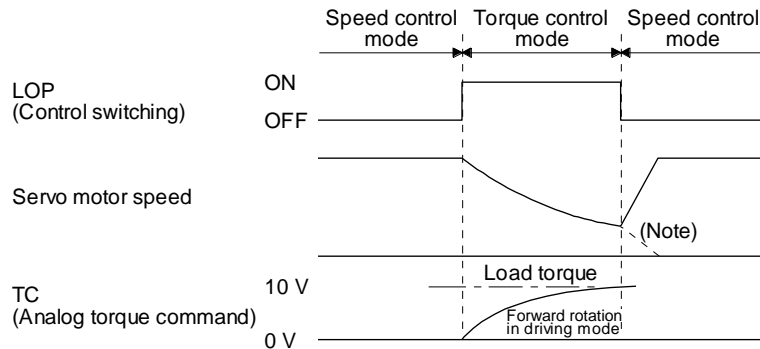 Speed control mode
Torque control mode
Speed control mode
LOP
(Control switching)
ON
OFF
Servo motor speed
(Note)
TC
(Analog torque command)
10 V
0 V
Load torque
Forward rotation
in driving mode